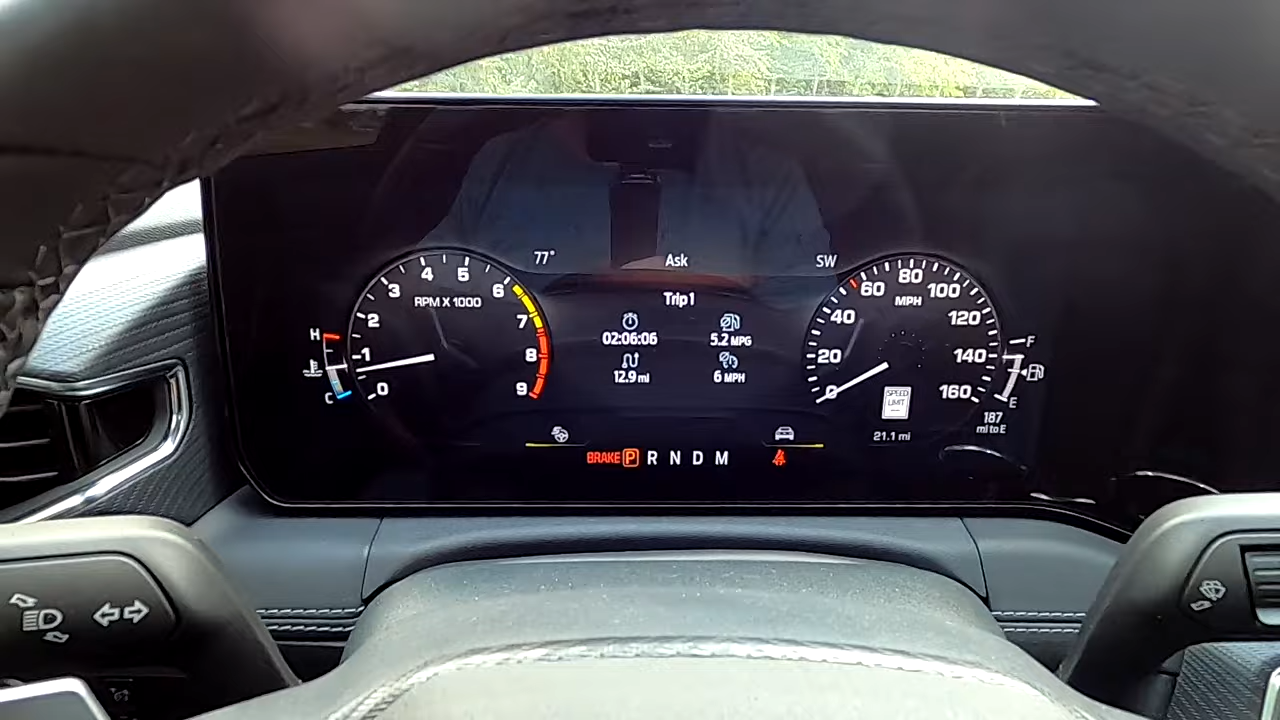 77°
Ask
SW
Trip 1
02:06:06
5.2 MPG
12.9 mi
6 MPH
RPM X 1000
0
1
2
3
4
5
6
7
8
9
H
C
MPH
0
20
40
60
80
100
120
140
160
F
E
SPEED
LIMIT
187
mi to E
21.1 mi
BRAKE P R N D M